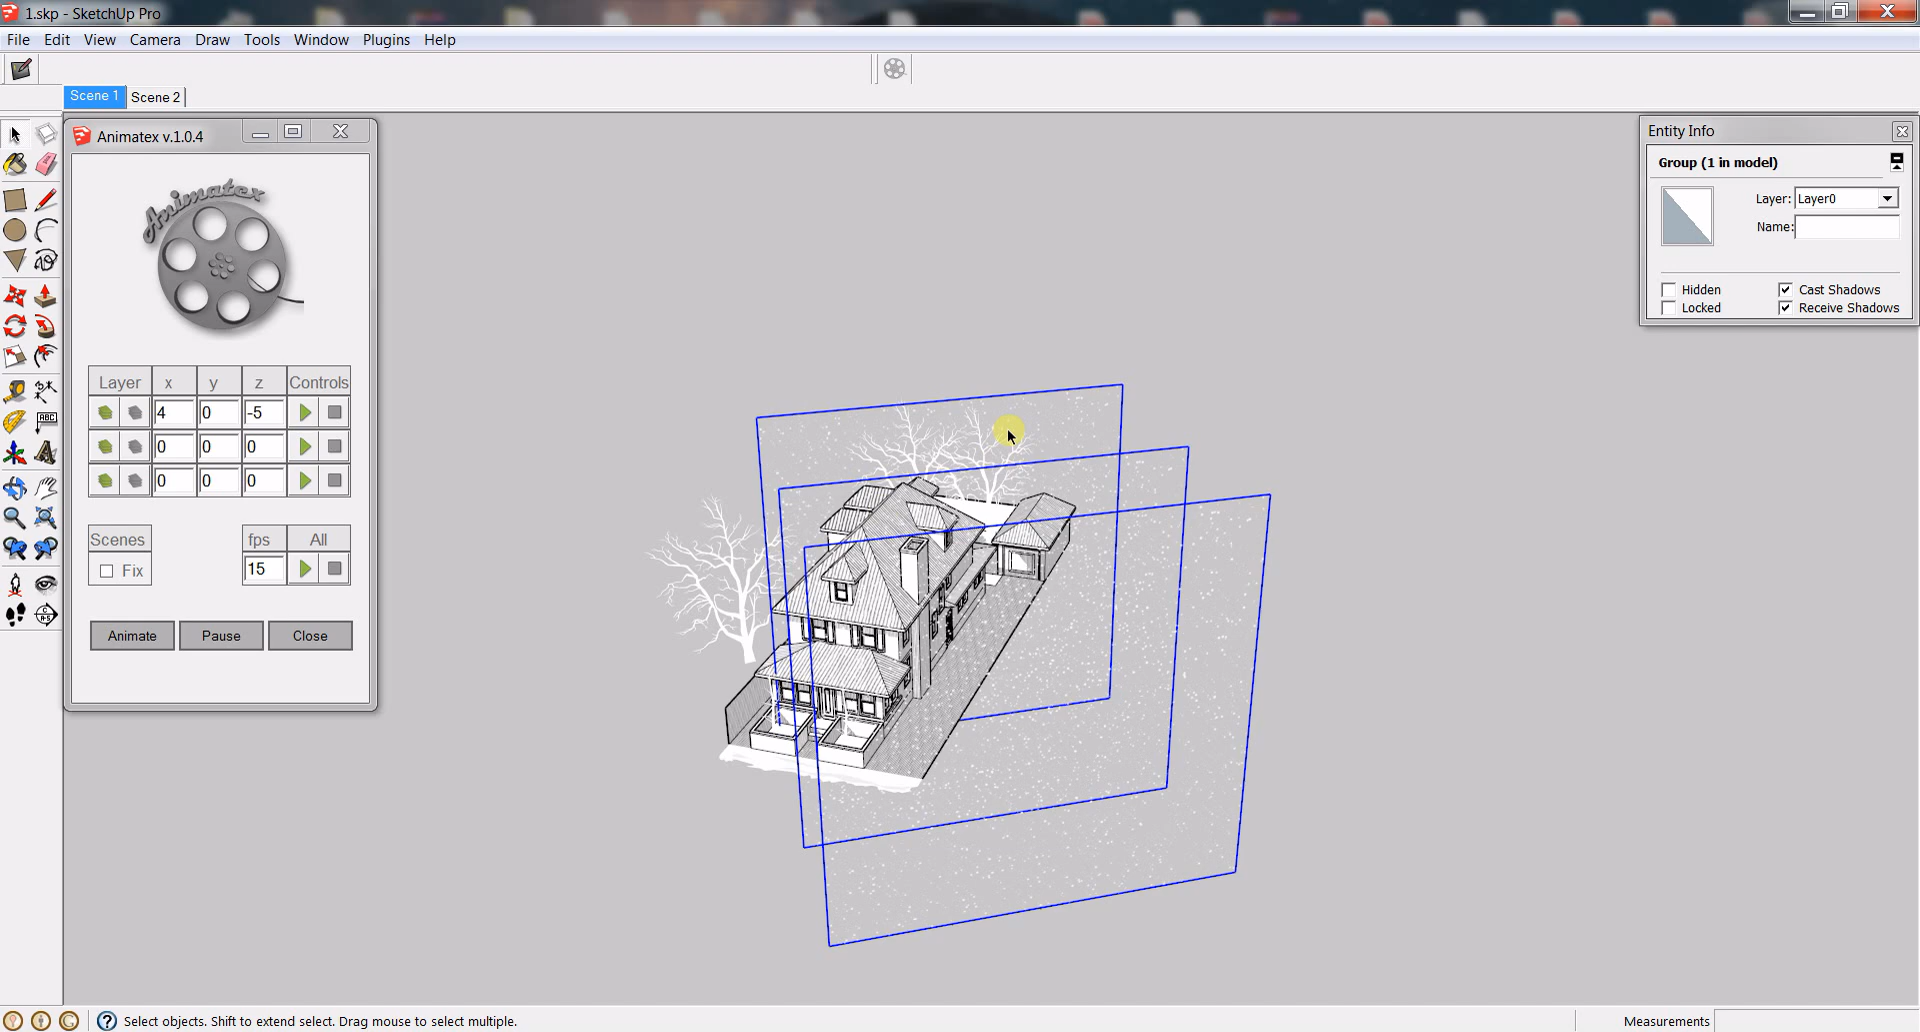 1.skp - SketchUp Pro
File Edit View Camera Draw Tools Window Plugins Help
Scene 1 Scene 2
Animatex v.1.0.4
Animatex
Layer x y z Controls
4 0 -5
0 0 0
0 0 0
Scenes fps All
Fix 15
Animate Pause Close
ABC
Entity Info
Group (1 in model)
Layer: Layer0
Name:
Hidden Cast Shadows
Locked Receive Shadows
Select objects. Shift to extend select. Drag mouse to select multiple.
Measurements